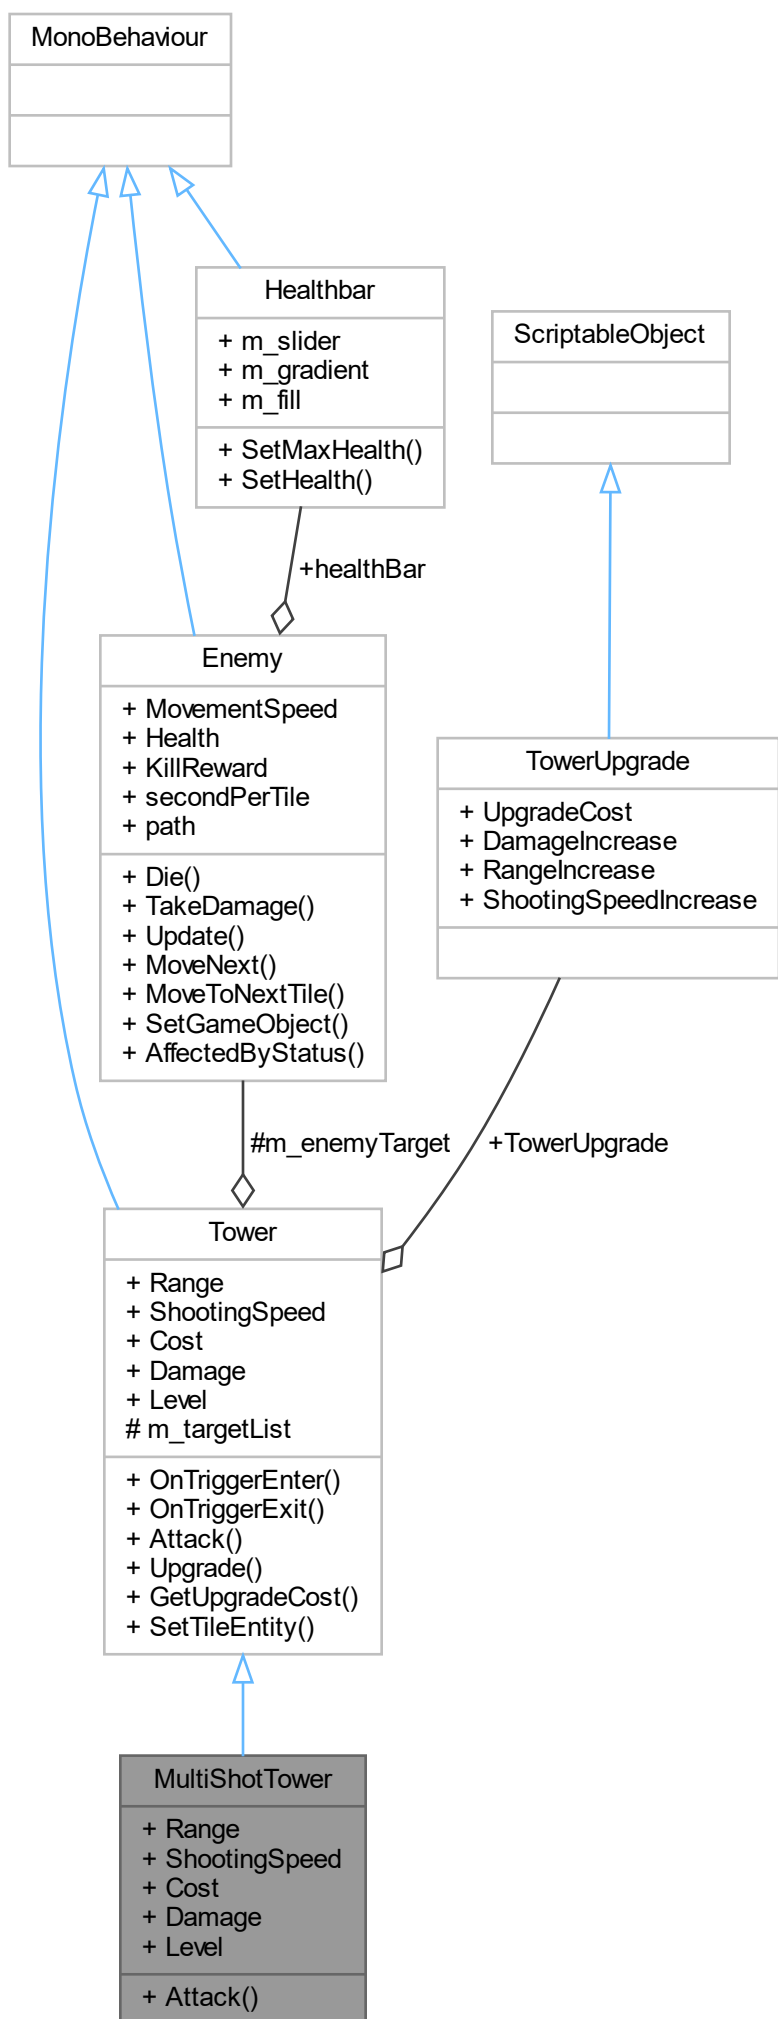 MonoBehaviour
Healthbar
+ m_slider
+ m_gradient
+ m_fill
+ SetMaxHealth()
+ SetHealth()
ScriptableObject
+healthBar
Enemy
+ MovementSpeed
+ Health
+ KillReward
+ secondPerTile
+ path
+ Die()
+ TakeDamage()
+ Update()
+ MoveNext()
+ MoveToNextTile()
+ SetGameObject()
+ AffectedByStatus()
TowerUpgrade
+ UpgradeCost
+ DamageIncrease
+ RangeIncrease
+ ShootingSpeedIncrease
#m_enemyTarget
+TowerUpgrade
Tower
+ Range
+ ShootingSpeed
+ Cost
+ Damage
+ Level
# m_targetList
+ OnTriggerEnter()
+ OnTriggerExit()
+ Attack()
+ Upgrade()
+ GetUpgradeCost()
+ SetTileEntity()
MultiShotTower
+ Range
+ ShootingSpeed
+ Cost
+ Damage
+ Level
+ Attack()